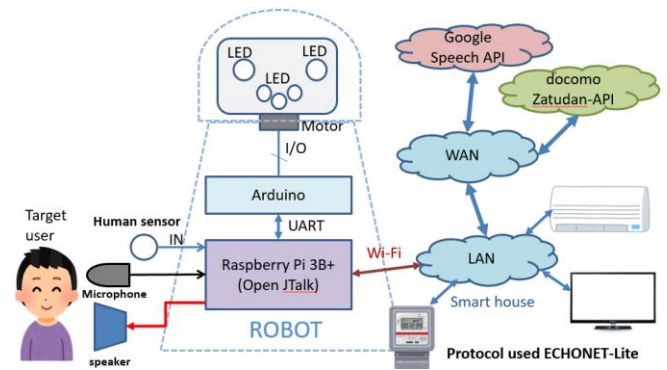 LED
LED
LED
Motor
I/O
Arduino
UART
Target
user
Human sensor
IN
Microphone
Raspberry Pi 3B+
(Open JTalk)
speaker
ROBOT
Wi-Fi
Google
Speech API
docomo
Zatudan-API
WAN
LAN
Smart house
Protocol used ECHONET-Lite